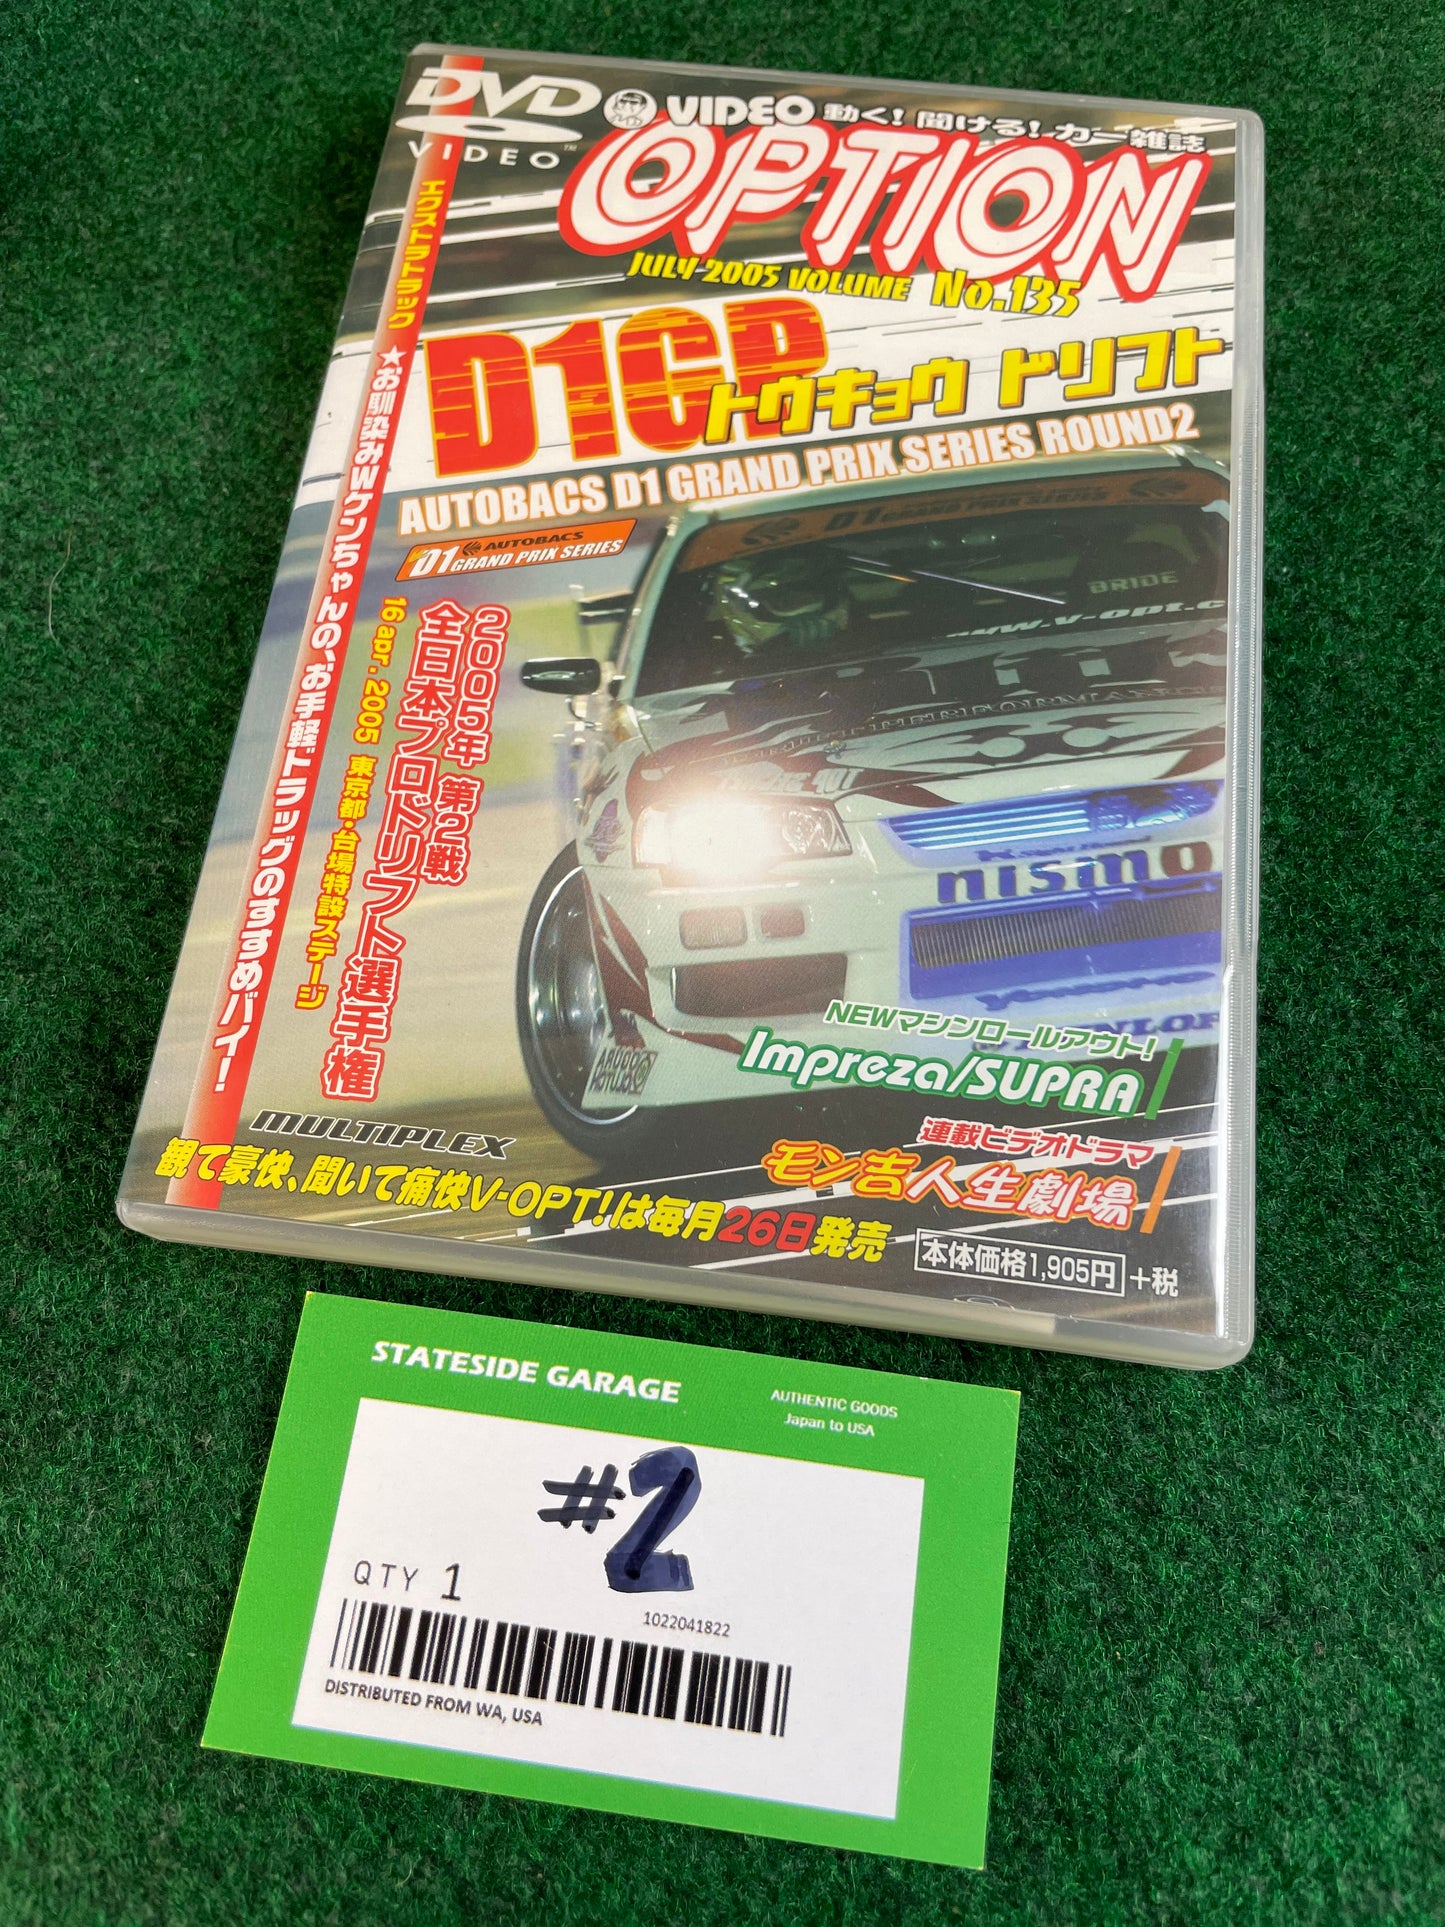 DVD
VIDEO™
VIDEO 動く!聞ける!カー雑誌
OPTION
JULY 2005 VOLUME No.135
D1GP
トウキョウ ドリフト
AUTOBACS D1 GRAND PRIX SERIES ROUND2
AUTOBACS
D1 GRAND PRIX SERIES
エクストラトラック
★お馴染みWケンちゃんの、お手軽ドラッグのすすめバイ!
2005年 第2戦
全日本プロドリフト選手権
16 apr. 2005 東京都・台場特設ステージ
D1 GRAND PRIX SERIES
BRIDE
www.v-opt.c
nismo
DUNLOP
NEWマシンロールアウト!
Impreza/SUPRA
連載ビデオドラマ
モン吉人生劇場
MULTIPLEX
観て豪快、聞いて痛快V-OPT!は毎月26日発売
本体価格1,905円+税
STATESIDE GARAGE
AUTHENTIC GOODS
Japan to USA
#2
QTY 1
1022041822
DISTRIBUTED FROM WA, USA